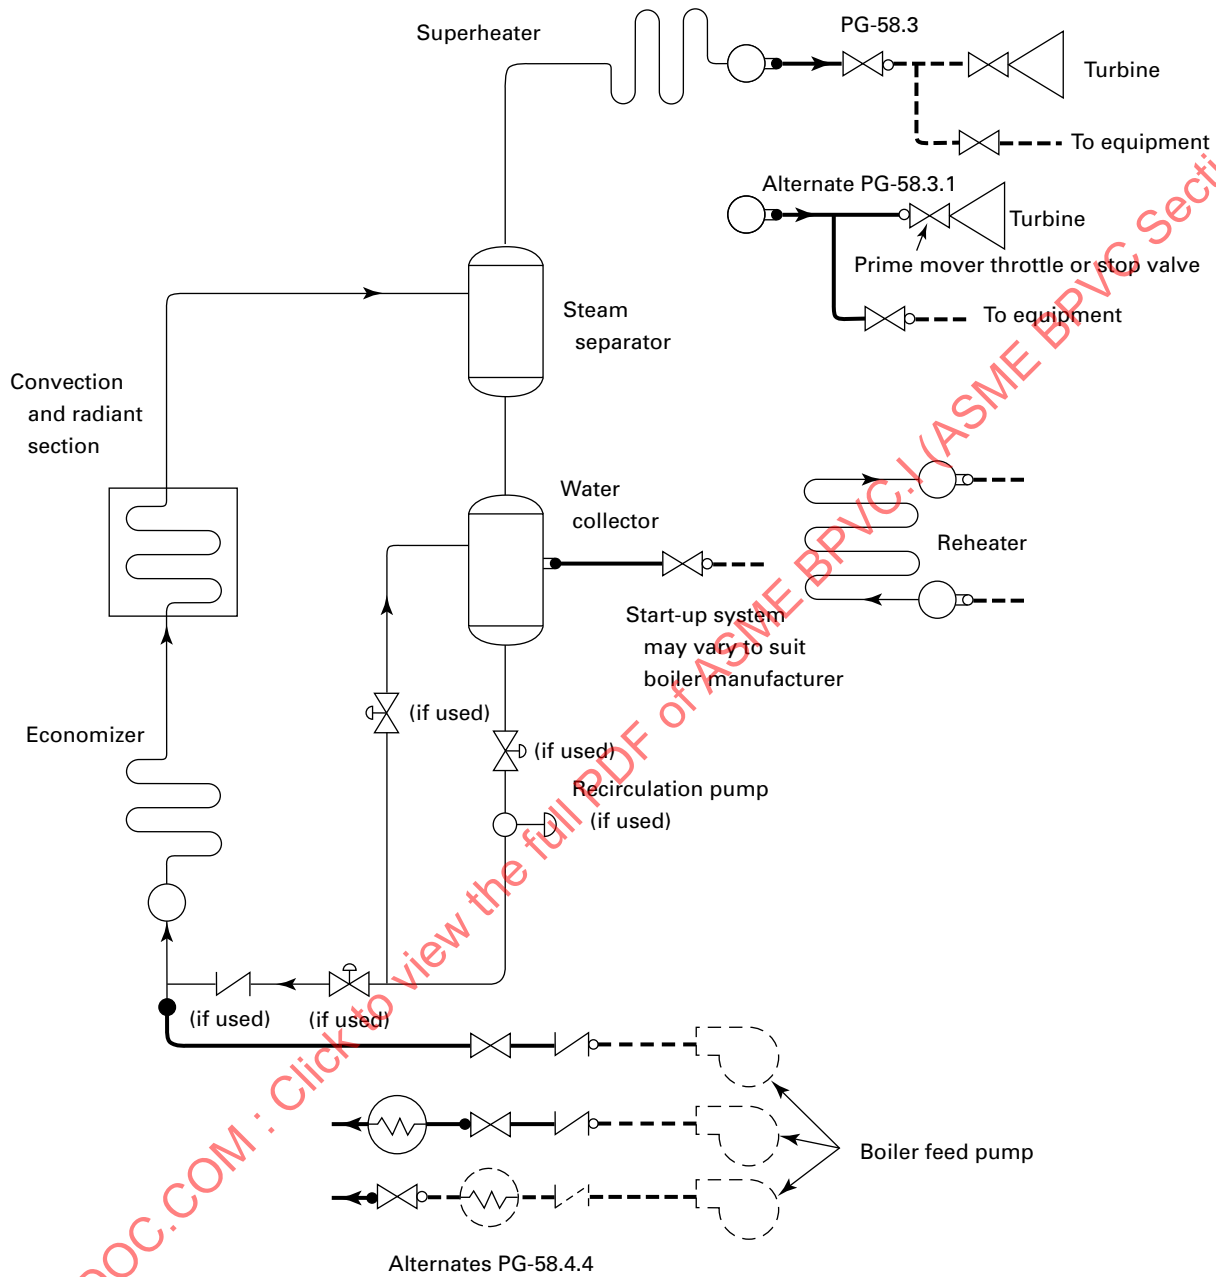 Superheater
PG-58.3
Turbine
To equipment
Alternate PG-58.3.1
Turbine
Prime mover throttle or stop valve
To equipment
Steam
separator
Convection
and radiant
section
Water
collector
Reheater
Start-up system
may vary to suit
boiler manufacturer
(if used)
Economizer
(if used)
Recirculation pump
(if used)
(if used)
(if used)
Boiler feed pump
Alternates PG-58.4.4
OC.COM : Click to view the full PDF of ASME BPVC.I (ASME BPVC Secti